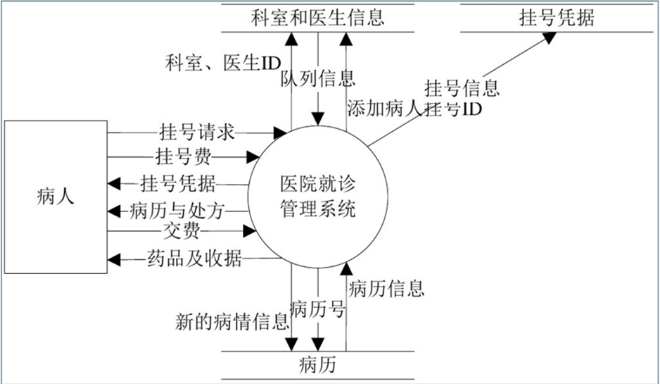 科室和医生信息
挂号凭据
科室、医生ID
队列信息
挂号信息
添加病人挂号ID
挂号请求
挂号费
挂号凭据
病人
医院就诊
管理系统
病历与处方
交费
药品及收据
病历信息
病历号
新的病情信息
病历